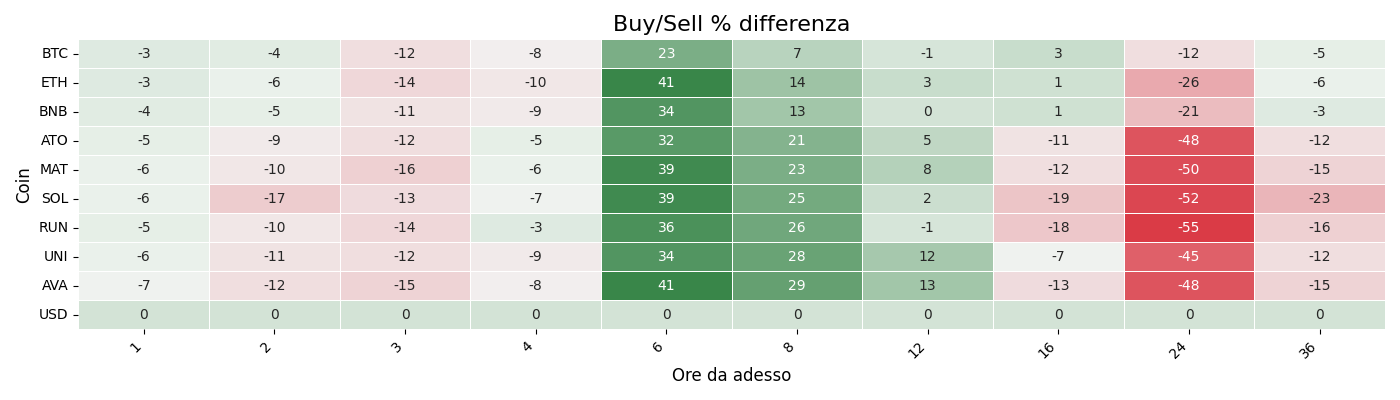 Buy/Sell % differenza
Coin
BTC -3 -4 -12 -8 23 7 -1 3 -12 -5
ETH -3 -6 -14 -10 41 14 3 1 -26 -6
BNB -4 -5 -11 -9 34 13 0 1 -21 -3
ATO -5 -9 -12 -5 32 21 5 -11 -48 -12
MAT -6 -10 -16 -6 39 23 8 -12 -50 -15
SOL -6 -17 -13 -7 39 25 2 -19 -52 -23
RUN -5 -10 -14 -3 36 26 -1 -18 -55 -16
UNI -6 -11 -12 -9 34 28 12 -7 -45 -12
AVA -7 -12 -15 -8 41 29 13 -13 -48 -15
USD 0 0 0 0 0 0 0 0 0 0
1 2 3 4 6 8 12 16 24 36
Ore da adesso